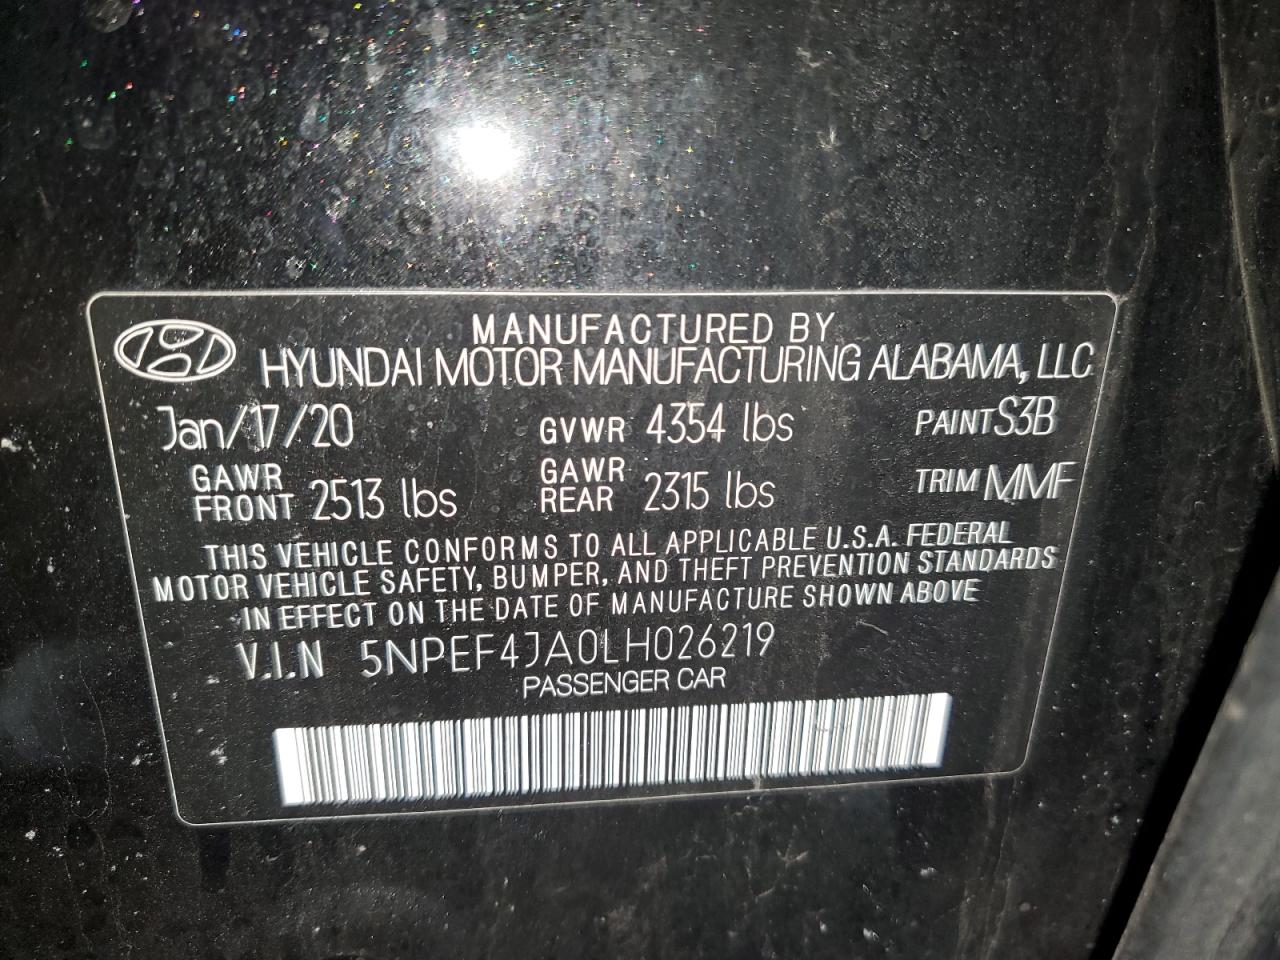 MANUFACTURED BY
HYUNDAI MOTOR MANUFACTURING ALABAMA, LLC
Jan/17/20 GVWR 4354 lbs PAINT S3B
GAWR FRONT 2513 lbs GAWR REAR 2315 lbs TRIM MMF
THIS VEHICLE CONFORMS TO ALL APPLICABLE U.S.A. FEDERAL
MOTOR VEHICLE SAFETY, BUMPER, AND THEFT PREVENTION STANDARDS
IN EFFECT ON THE DATE OF MANUFACTURE SHOWN ABOVE
V.I.N 5NPEF4JA0LH026219
PASSENGER CAR